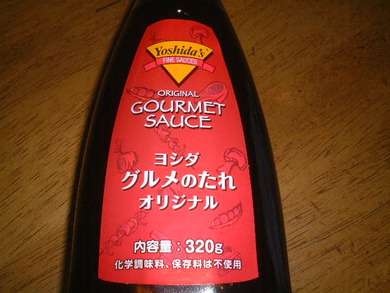 Yoshida's
FINE SAUCES
ORIGINAL
GOURMET
SAUCE
ヨシダ
グルメのたれ
オリジナル
内容量：320g
化学調味料、保存料は不使用